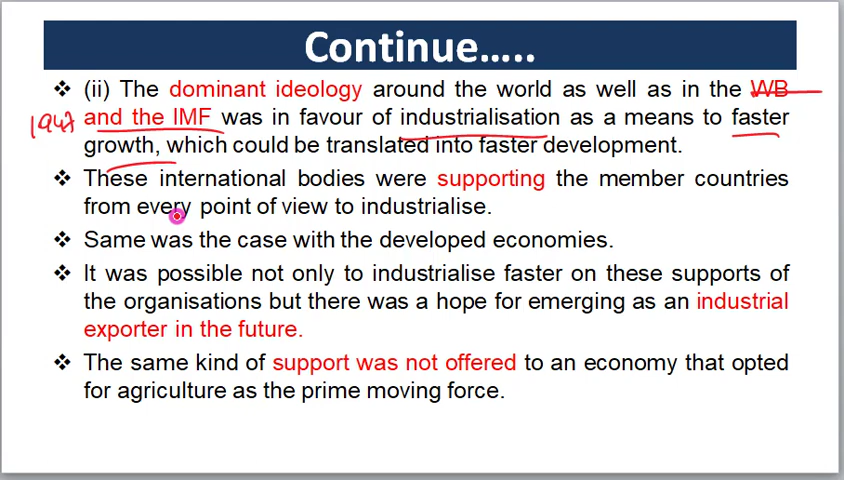 Continue…..
❖ (ii) The dominant ideology around the world as well as in the WB
1947 and the IMF was in favour of industrialisation as a means to faster
growth, which could be translated into faster development.
❖ These international bodies were supporting the member countries
from every point of view to industrialise.
❖ Same was the case with the developed economies.
❖ It was possible not only to industrialise faster on these supports of
the organisations but there was a hope for emerging as an industrial
exporter in the future.
❖ The same kind of support was not offered to an economy that opted
for agriculture as the prime moving force.